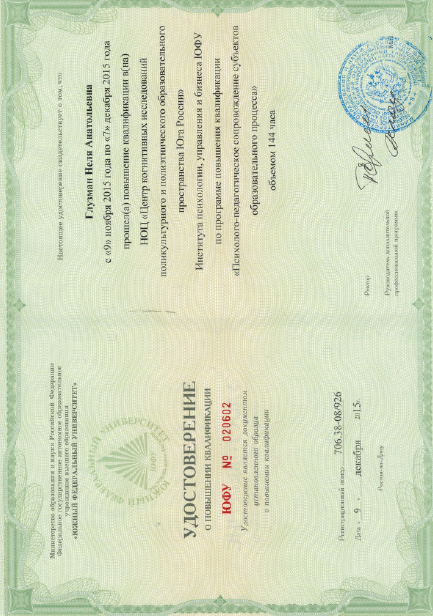 Министерство образования и науки Российской Федерации
Федеральное государственное автономное образовательное
учреждение высшего образования
«ЮЖНЫЙ ФЕДЕРАЛЬНЫЙ УНИВЕРСИТЕТ»
ЮЖНЫЙ ФЕДЕРАЛЬНЫЙ УНИВЕРСИТЕТ
УДОСТОВЕРЕНИЕ
О ПОВЫШЕНИИ КВАЛИФИКАЦИИ
ЮФУ № 020602
Удостоверение является документом
установленного образца
о повышении квалификации
Регистрационный номер 706.38-08/926
Дата « 9 » декабря 2015
Ростов-на-Дону
Настоящее удостоверение свидетельствует о том, что
Глузман Неля Анатольевна
с «9» ноября 2015 года по «7» декабря 2015 года
прошел(а) повышение квалификации в(на)
НОЦ «Центр когнитивных исследований
поликультурного и полиэтнического образовательного
пространства Юга России»
Института психологии, управления и бизнеса ЮФУ
по программе повышения квалификации
«Психолого-педагогическое сопровождение субъектов
образовательного процесса»
объемом 144 часа
Ректор
Руководитель дополнительной
профессиональной программы